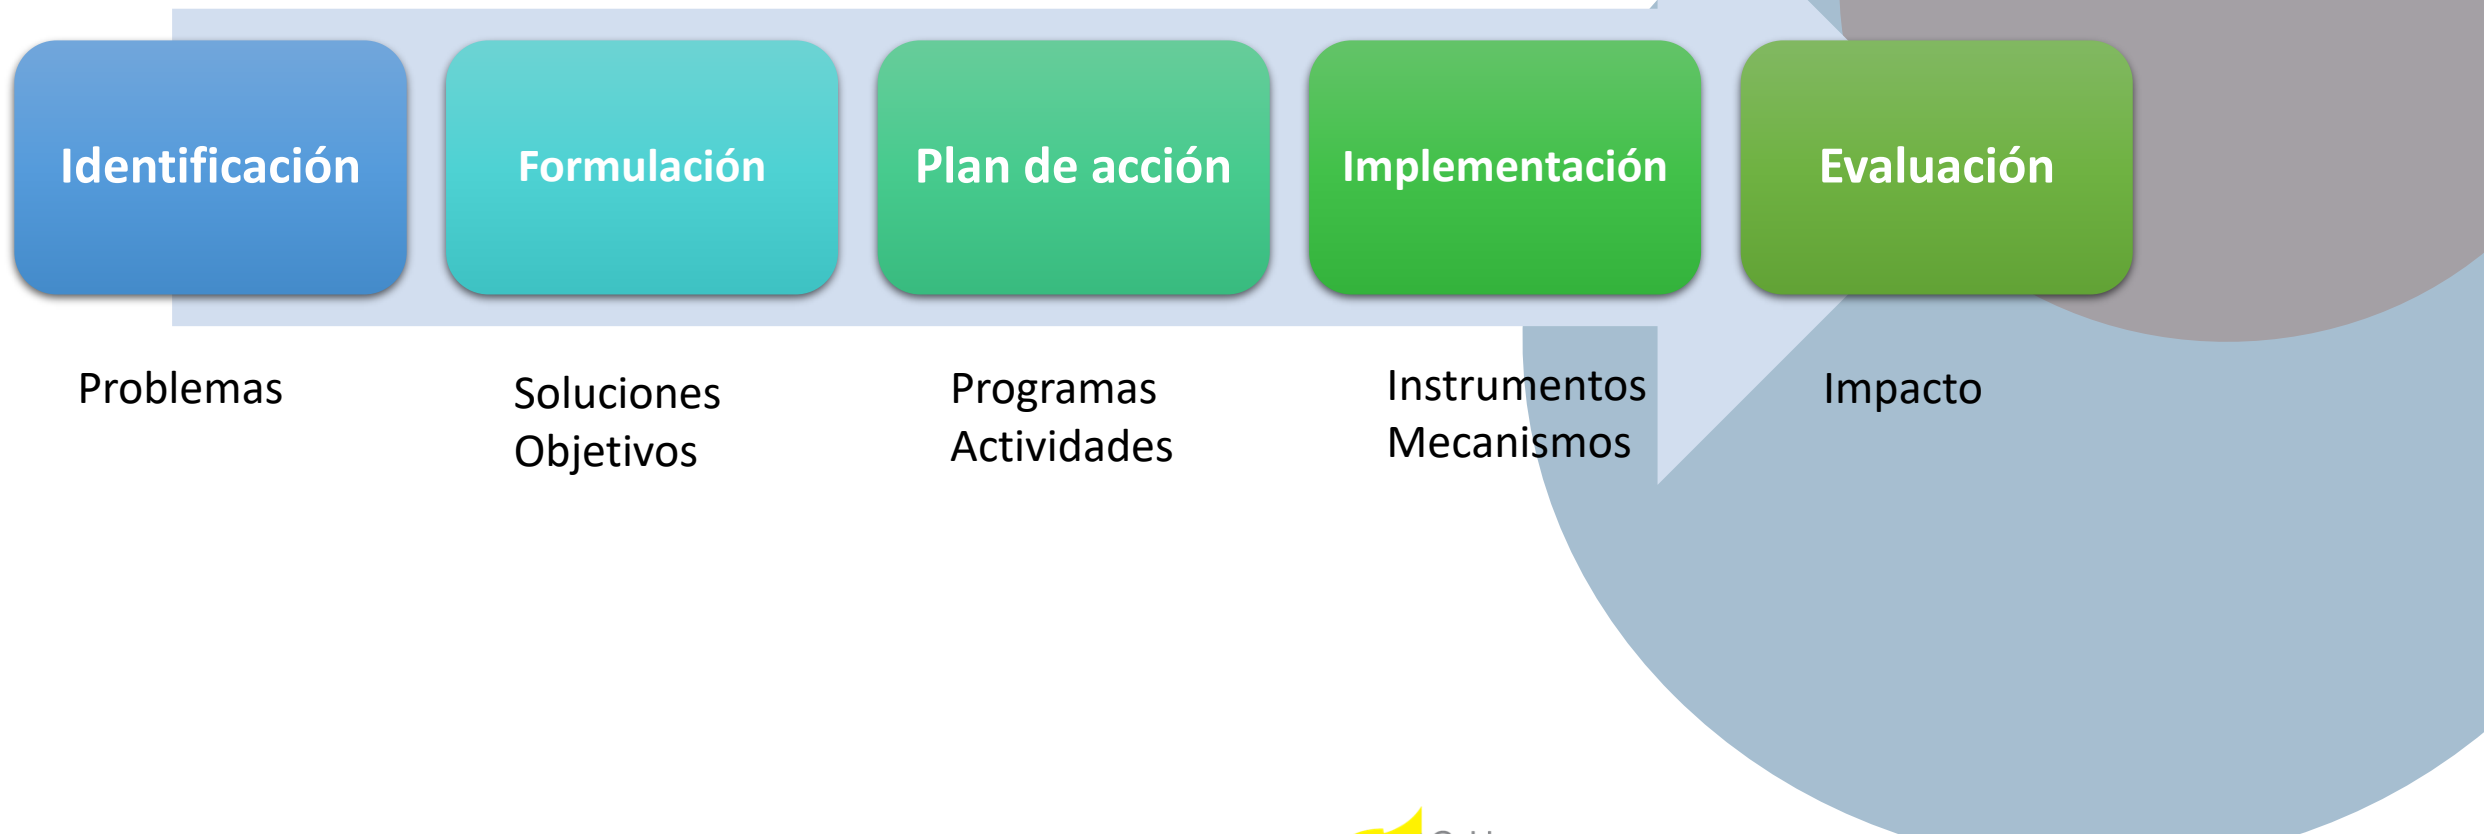 Identificación
Formulación
Plan de acción
Implementación
Evaluación
Problemas
Soluciones
Objetivos
Programas
Actividades
Instrumentos
Mecanismos
Impacto